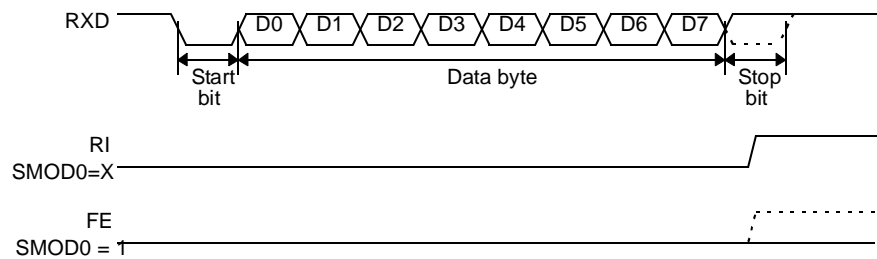 RXD
D0 D1 D2 D3 D4 D5 D6 D7
Start
bit
Data byte
Stop
bit
RI
SMOD0=X
FE
SMOD0 = 1